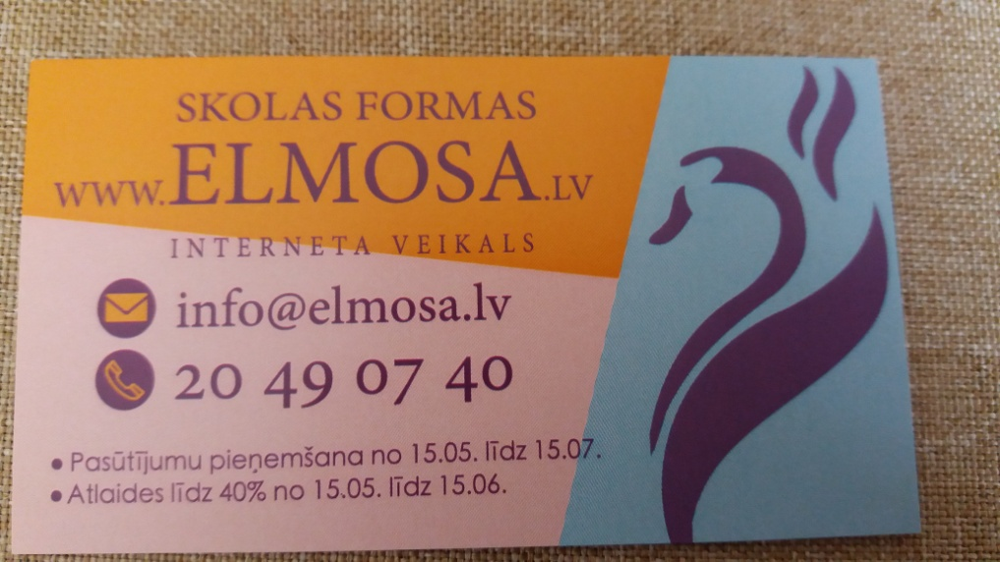 SKOLAS FORMAS
WWW.ELMOSA.LV
INTERNETA VEIKALS
info@elmosa.lv
20 49 07 40
• Pasūtījumu pieņemšana no 15.05. līdz 15.07.
• Atlaides līdz 40% no 15.05. līdz 15.06.